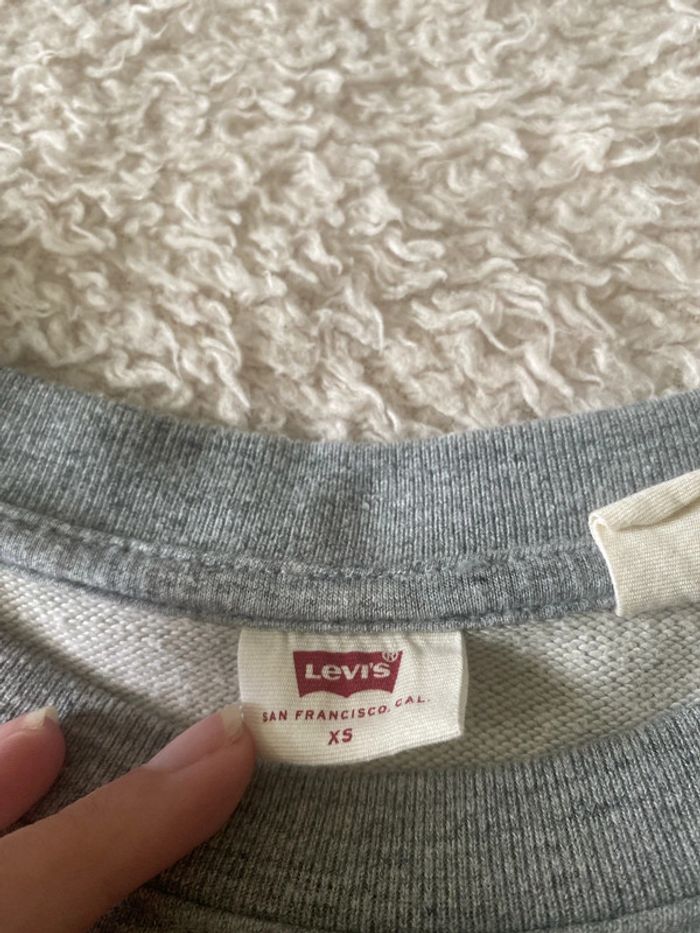 LEVI'S®
SAN FRANCISCO, CAL.
XS